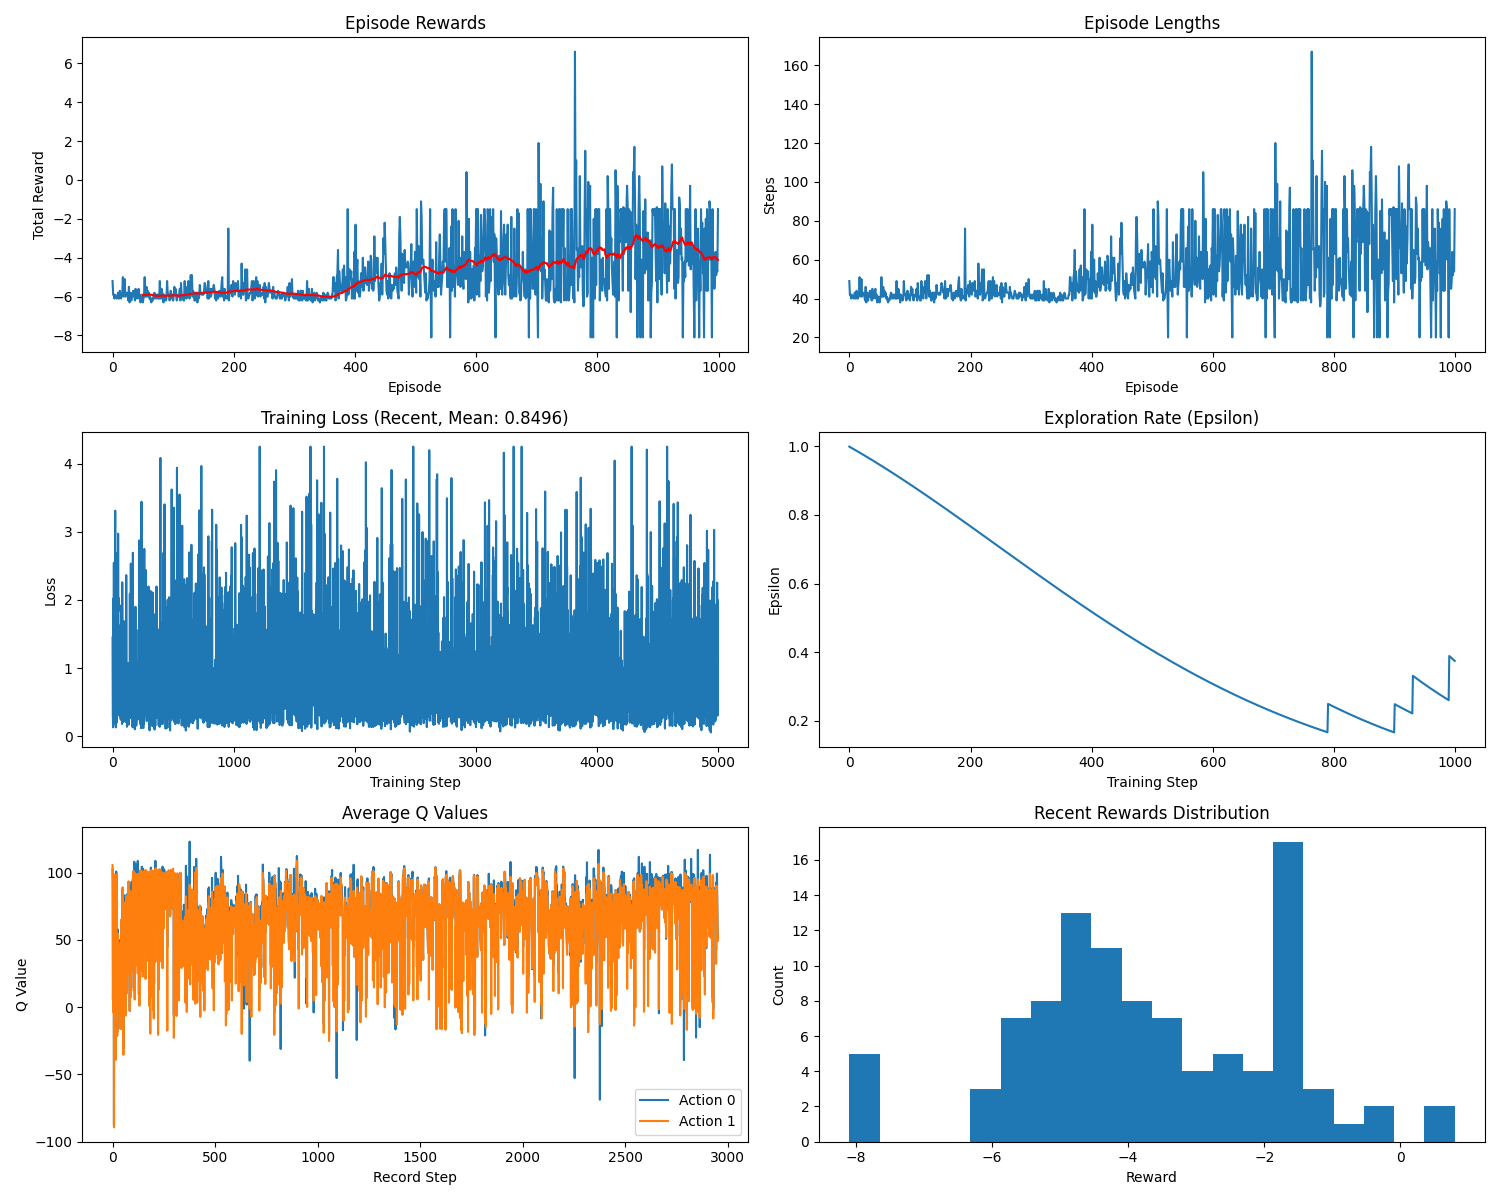 Episode Rewards
Total Reward
6
4
2
0
−2
−4
−6
−8
0 200 400 600 800 1000
Episode
Episode Lengths
Steps
160
140
120
100
80
60
40
20
0 200 400 600 800 1000
Episode
Training Loss (Recent, Mean: 0.8496)
Loss
4
3
2
1
0
0 1000 2000 3000 4000 5000
Training Step
Exploration Rate (Epsilon)
Epsilon
1.0
0.8
0.6
0.4
0.2
0 200 400 600 800 1000
Training Step
Average Q Values
Q Value
100
50
0
−50
−100
Action 0
Action 1
0 500 1000 1500 2000 2500 3000
Record Step
Recent Rewards Distribution
Count
16
14
12
10
8
6
4
2
0
−8 −6 −4 −2 0
Reward